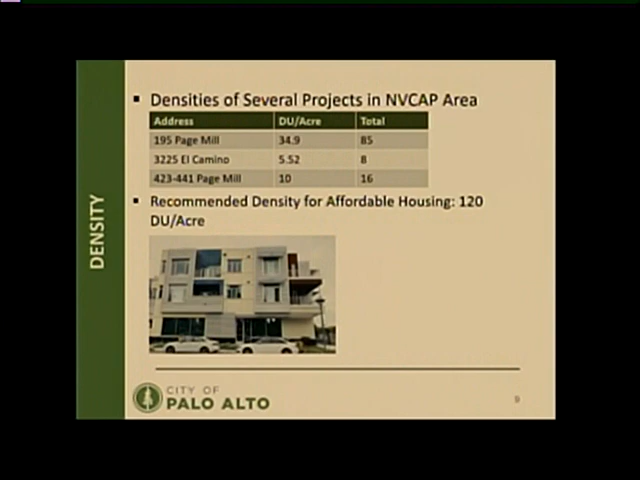 DENSITY
▪ Densities of Several Projects in NVCAP Area
Address DU/Acre Total
195 Page Mill 34.9 85
3225 El Camino 5.52 8
423-441 Page Mill 10 16
▪ Recommended Density for Affordable Housing: 120
DU/Acre
CITY OF
PALO ALTO
9